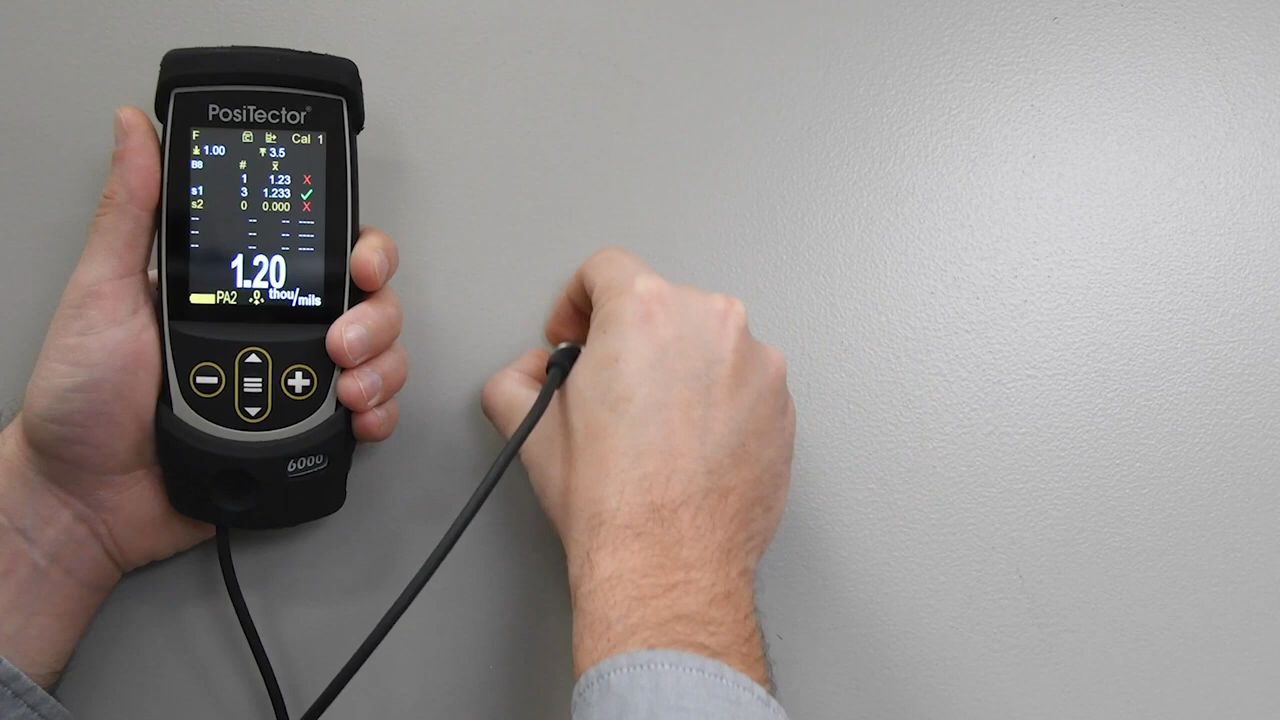 PosiTector®
F Cal 1
1.00 3.5
B8 # x̄
1 1.23 X
s1 3 1.233 ✓
s2 0 0.000 X
-- -- -- ----
-- -- -- ----
-- -- -- ----
1.20
PA2 thou/mils
6000